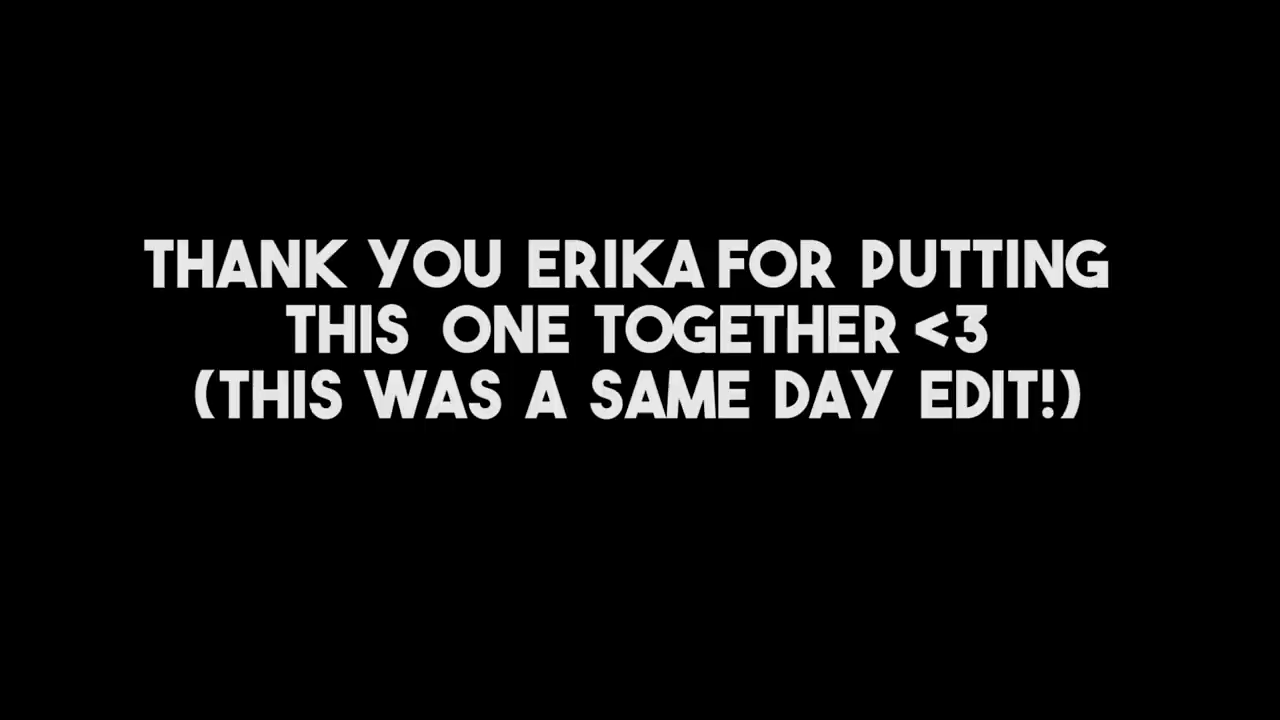 THANK YOU ERIKA FOR PUTTING
THIS ONE TOGETHER <3
(THIS WAS A SAME DAY EDIT!)